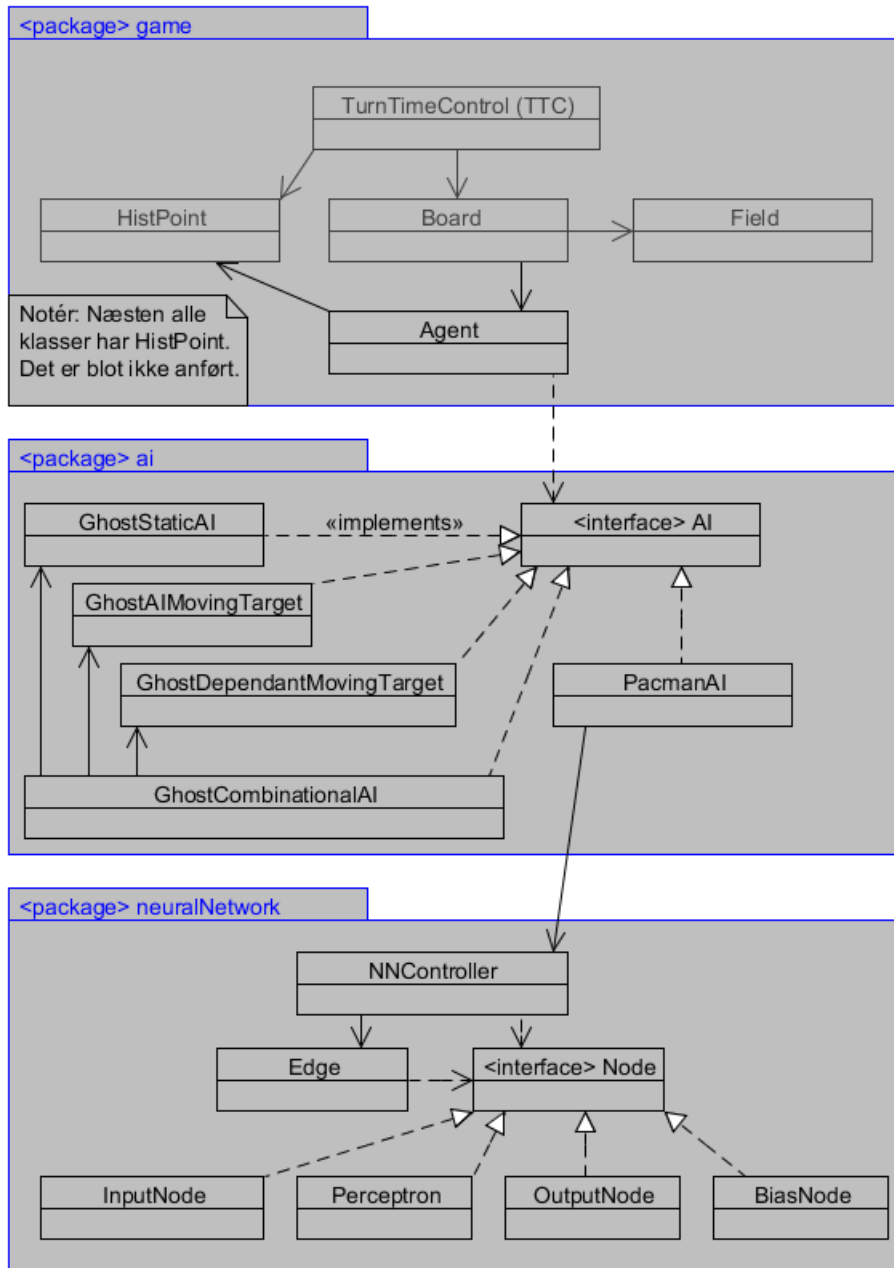 <package> game
TurnTimeControl (TTC)
HistPoint
Board
Field
Notér: Næsten alle
klasser har HistPoint.
Det er blot ikke anført.
Agent
<package> ai
GhostStaticAI
«implements»
<interface> AI
GhostAIMovingTarget
GhostDependantMovingTarget
PacmanAI
GhostCombinationalAI
<package> neuralNetwork
NNController
Edge
<interface> Node
InputNode
Perceptron
OutputNode
BiasNode